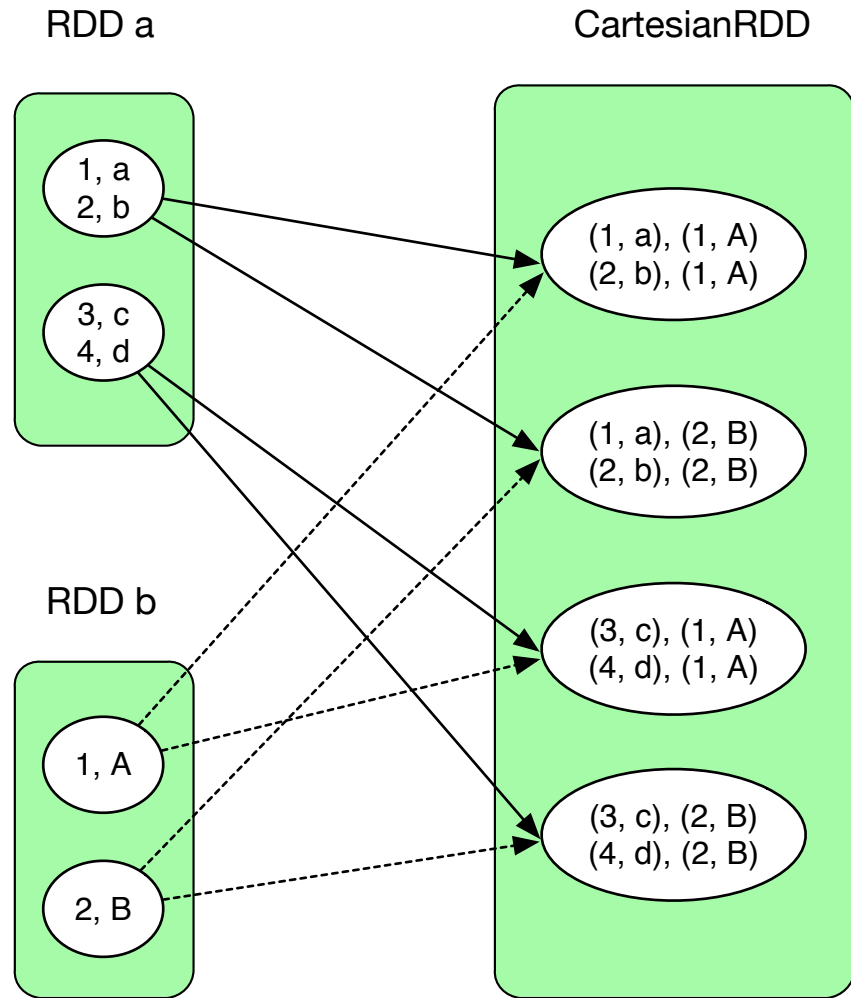 RDD a
CartesianRDD
1, a
2, b
3, c
4, d
(1, a), (1, A)
(2, b), (1, A)
(1, a), (2, B)
(2, b), (2, B)
RDD b
1, A
2, B
(3, c), (1, A)
(4, d), (1, A)
(3, c), (2, B)
(4, d), (2, B)